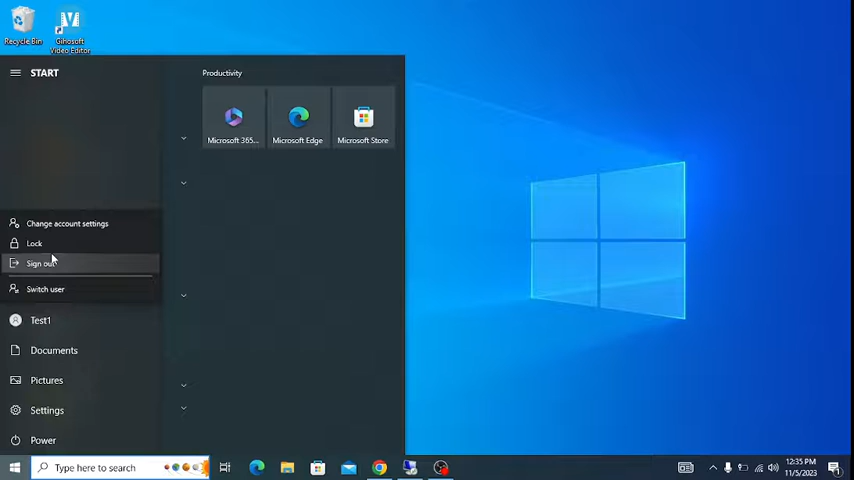 Recycle Bin
Gihosoft
Video Editor
START
Productivity
Microsoft 365...
Microsoft Edge
Microsoft Store
Change account settings
Lock
Sign out
Switch user
Test1
Documents
Pictures
Settings
Power
Type here to search
12:35 PM
11/5/2023
1